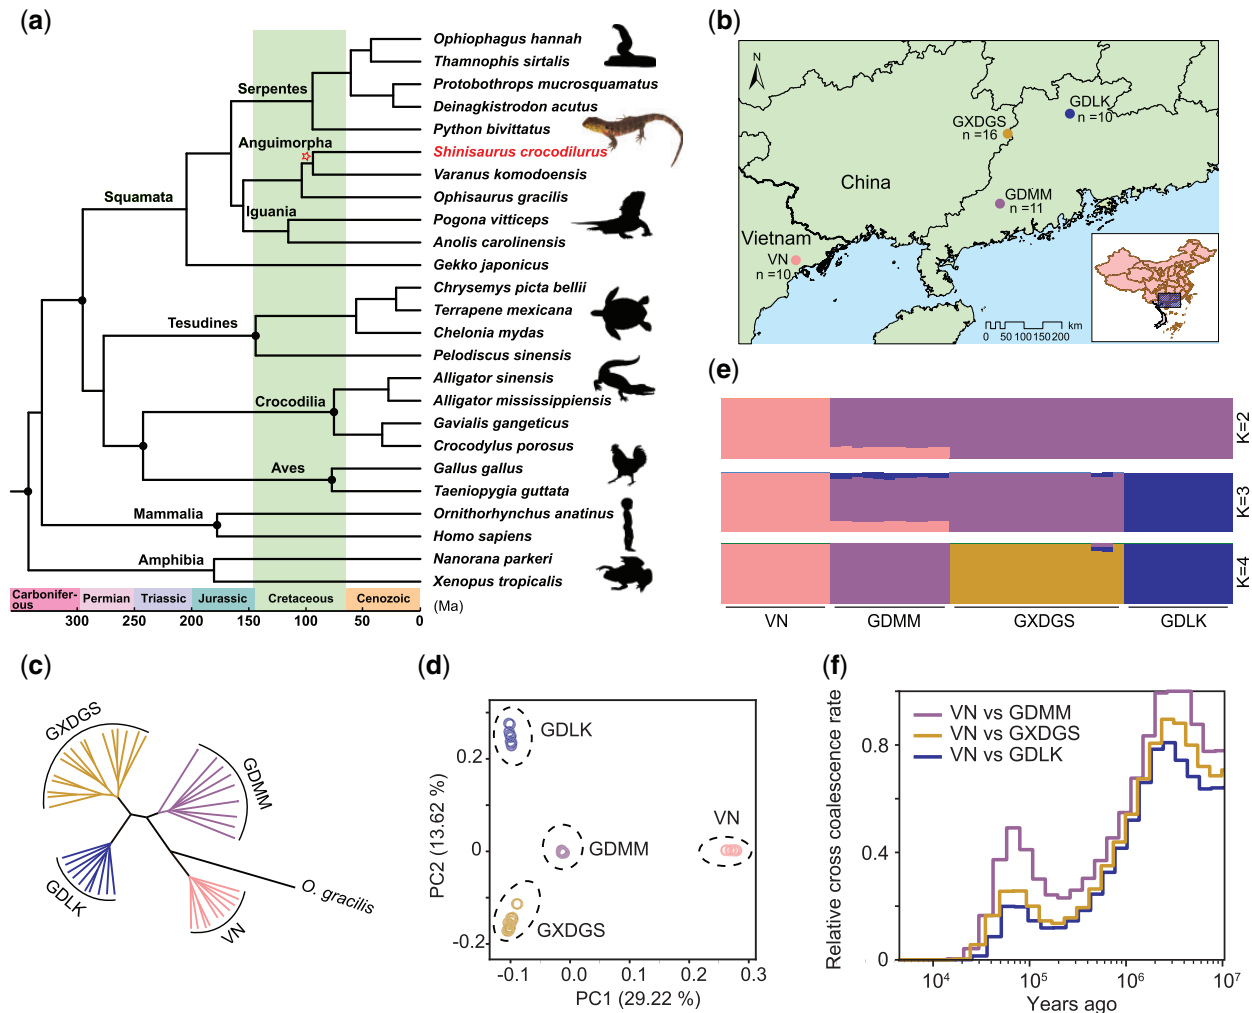 (a)
Ophiophagus hannah
Thamnophis sirtalis
Protobothrops mucrosquamatus
Serpentes
Deinagkistrodon acutus
Python bivittatus
Anguimorpha
Shinisaurus crocodilurus
Varanus komodoensis
Squamata
Ophisaurus gracilis
Iguania
Pogona vitticeps
Anolis carolinensis
Gekko japonicus
Chrysemys picta bellii
Terrapene mexicana
Tesudines
Chelonia mydas
Pelodiscus sinensis
Alligator sinensis
Crocodilia
Alligator mississippiensis
Gavialis gangeticus
Crocodylus porosus
Aves
Gallus gallus
Taeniopygia guttata
Mammalia
Ornithorhynchus anatinus
Homo sapiens
Amphibia
Nanorana parkeri
Xenopus tropicalis
Carbonifer-
ous
Permian
Triassic
Jurassic
Cretaceous
Cenozoic
(Ma)
300 250 200 150 100 50 0
(b)
N
GDLK
n =10
GXDGS
n =16
China
GDMM
n =11
Vietnam
VN
n =10
km
0 50 100 150 200
(e)
K=2
K=3
K=4
VN GDMM GXDGS GDLK
(c)
GXDGS
GDMM
GDLK
O. gracilis
VN
(d)
GDLK
0.2
VN
0
GDMM
GXDGS
-0.2
PC2 (13.62 %)
-0.1 0.0 0.1 0.2 0.3
PC1 (29.22 %)
(f)
VN vs GDMM
VN vs GXDGS
VN vs GDLK
0.8
0.4
0
Relative cross coalescence rate
10⁴ 10⁵ 10⁶ 10⁷
Years ago